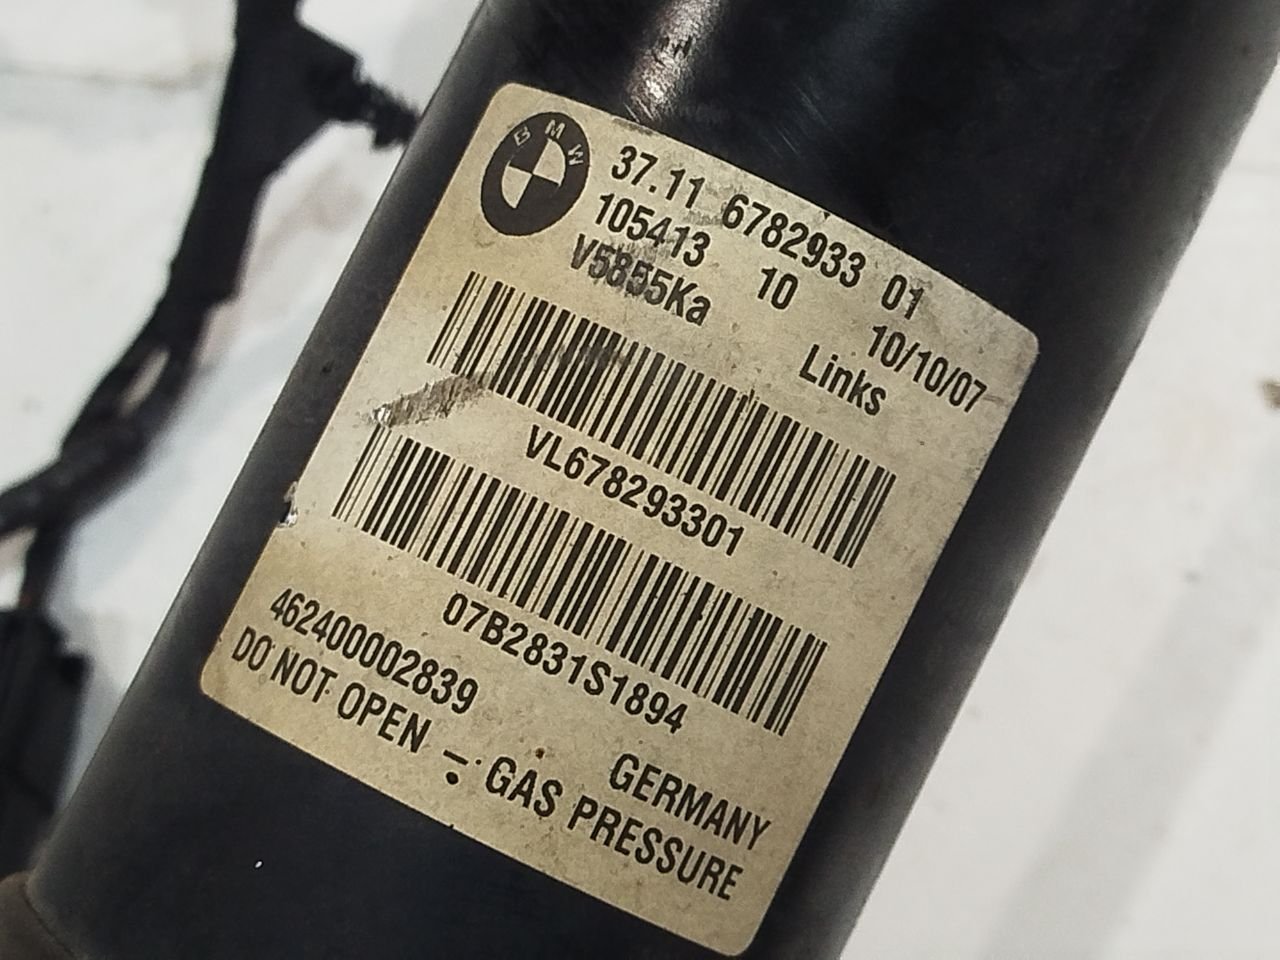 BMW
37.11 6782933 01
105413 10 10/10/07
V5855Ka Links
VL678293301
07B2831S1894
462400002839 GERMANY
DO NOT OPEN - GAS PRESSURE